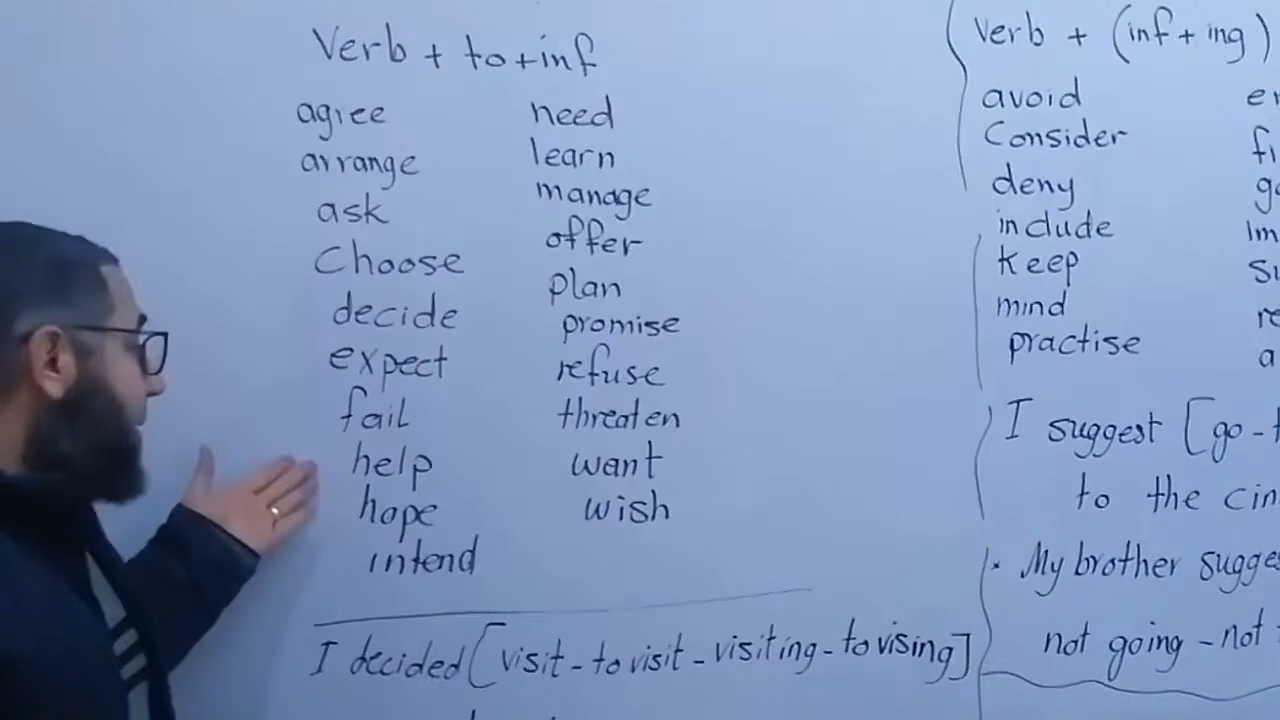 Verb + to+inf
agree need
arrange learn
ask manage
Choose offer
decide plan
expect promise
fail refuse
help threaten
hope want
intend wish
I decided [visit - to visit - visiting - to vising]
Verb + (inf + ing)
avoid
Consider
deny
include
keep
mind
practise
I suggest [go -
to the
My brother
not going - not